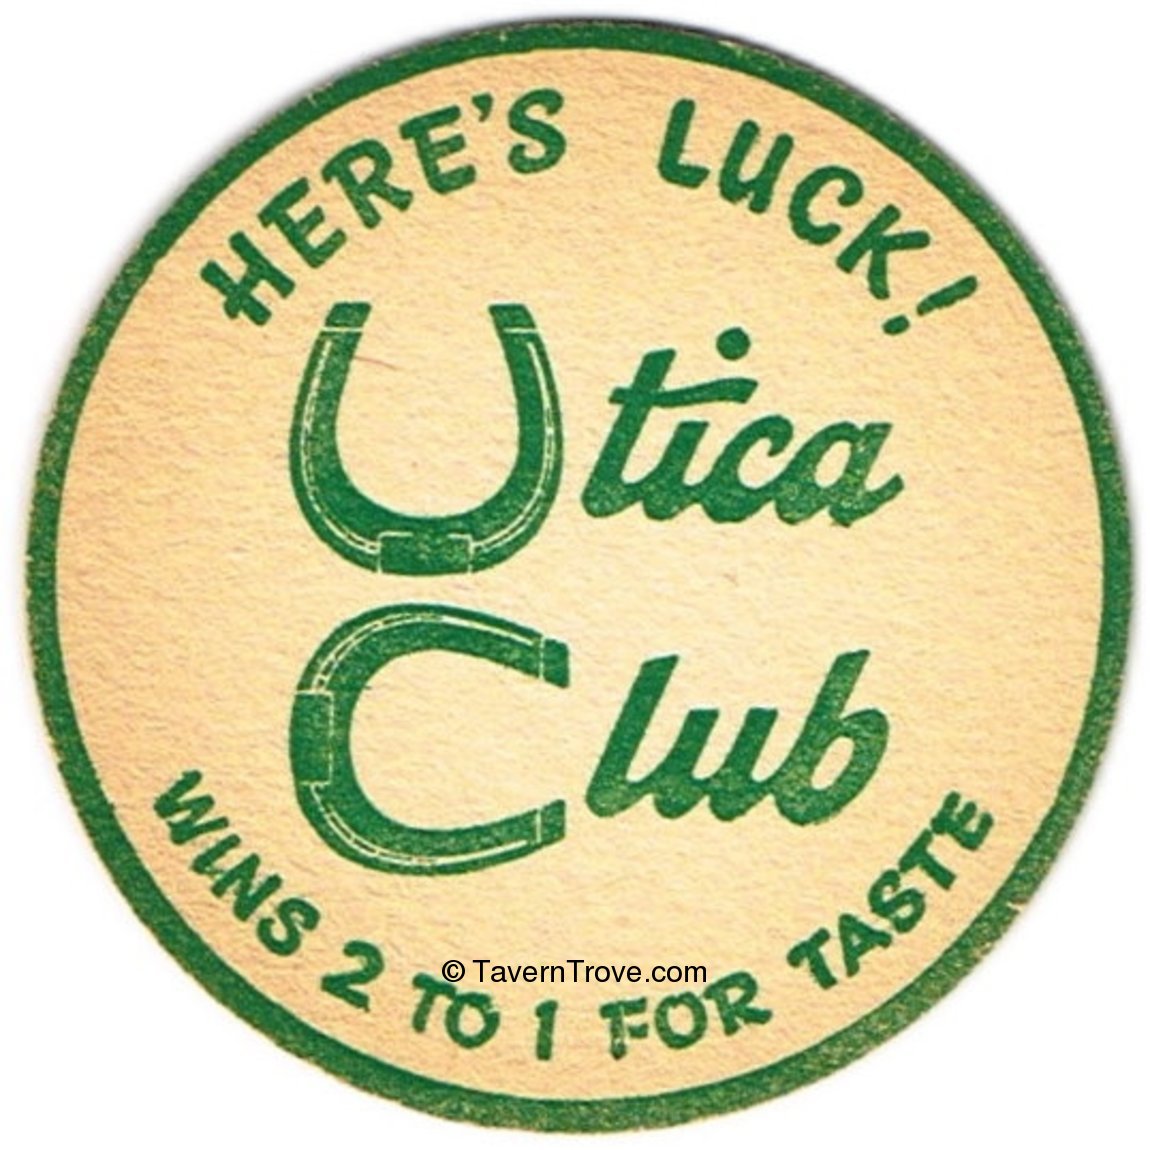 HERE'S LUCK!
Utica
Club
WINS 2 TO 1 FOR TASTE
© TavernTrove.com